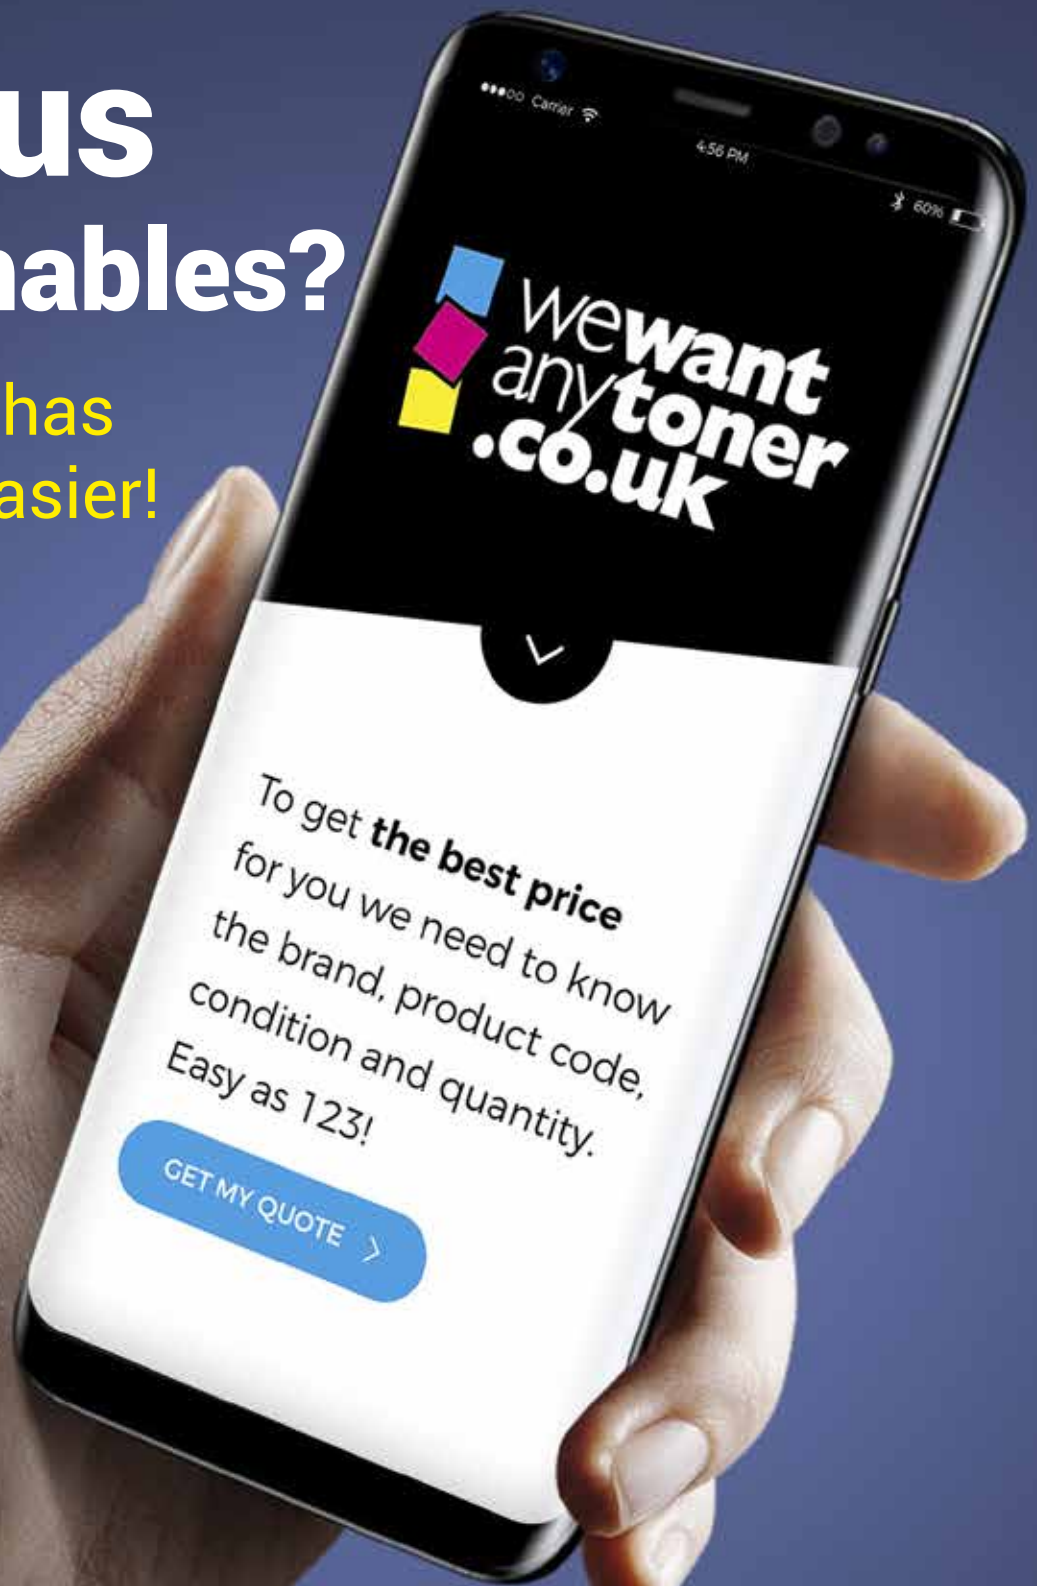 us
nables?
has
asier!
Carrier
4:56 PM
60%
wewant
anytoner
.co.uk
To get the best price
for you we need to know
the brand, product code,
condition and quantity.
Easy as 123!
GET MY QUOTE >